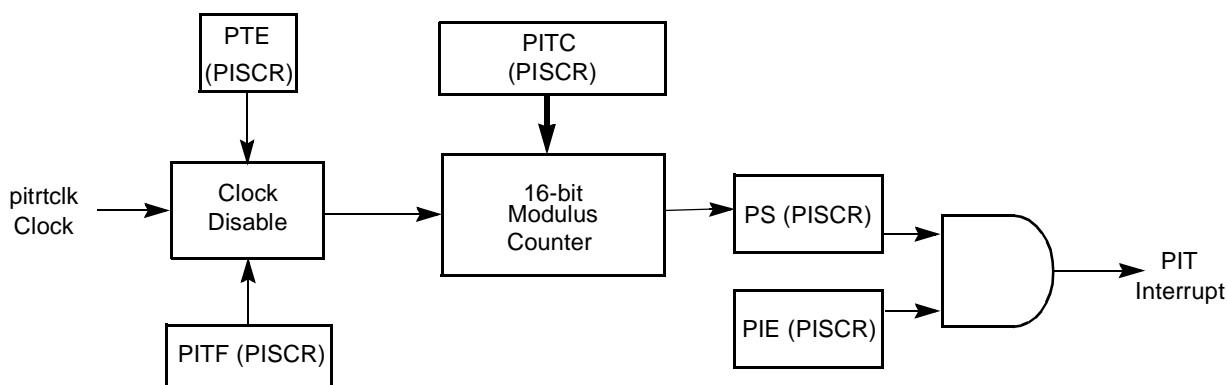 PTE
(PISCR)
PITC
(PISCR)
pitrtclk
Clock
Clock
Disable
16-bit
Modulus
Counter
PS (PISCR)
PIE (PISCR)
PIT
Interrupt
PITF (PISCR)